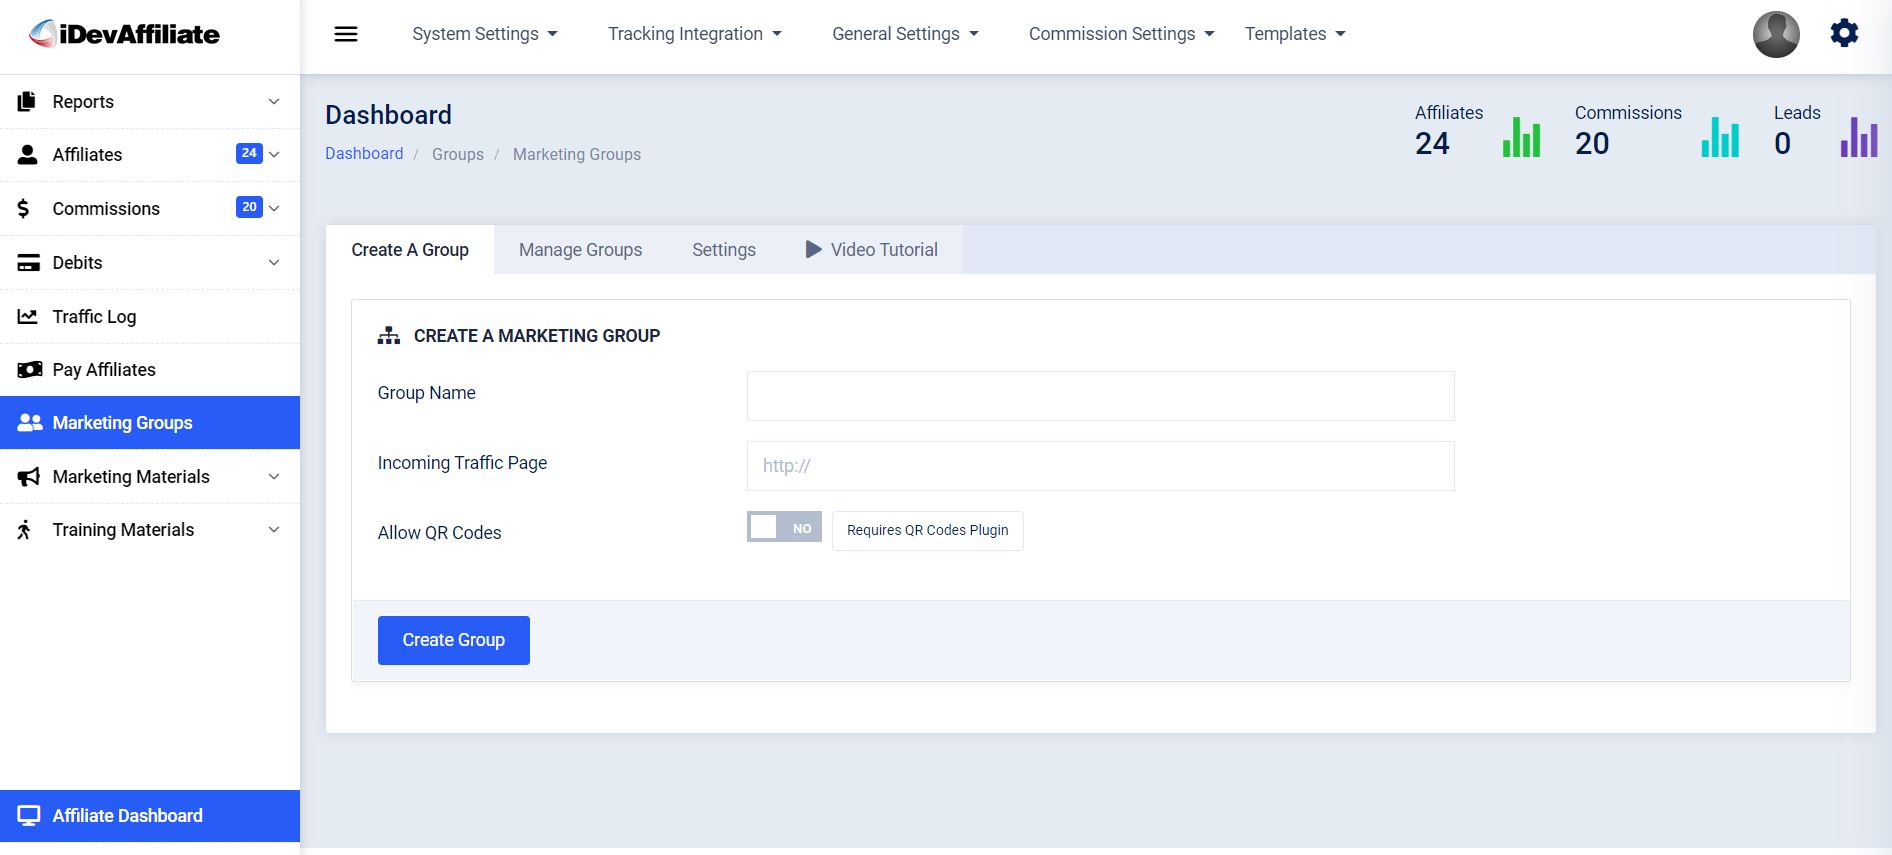 iDevAffiliate
System Settings
Tracking Integration
General Settings
Commission Settings
Templates
Reports
Affiliates 24
Commissions 20
Debits
Traffic Log
Pay Affiliates
Marketing Groups
Marketing Materials
Training Materials
Affiliate Dashboard
Dashboard
Dashboard / Groups / Marketing Groups
Affiliates
24
Commissions
20
Leads
0
Create A Group
Manage Groups
Settings
Video Tutorial
CREATE A MARKETING GROUP
Group Name
Incoming Traffic Page
http://
Allow QR Codes
NO
Requires QR Codes Plugin
Create Group